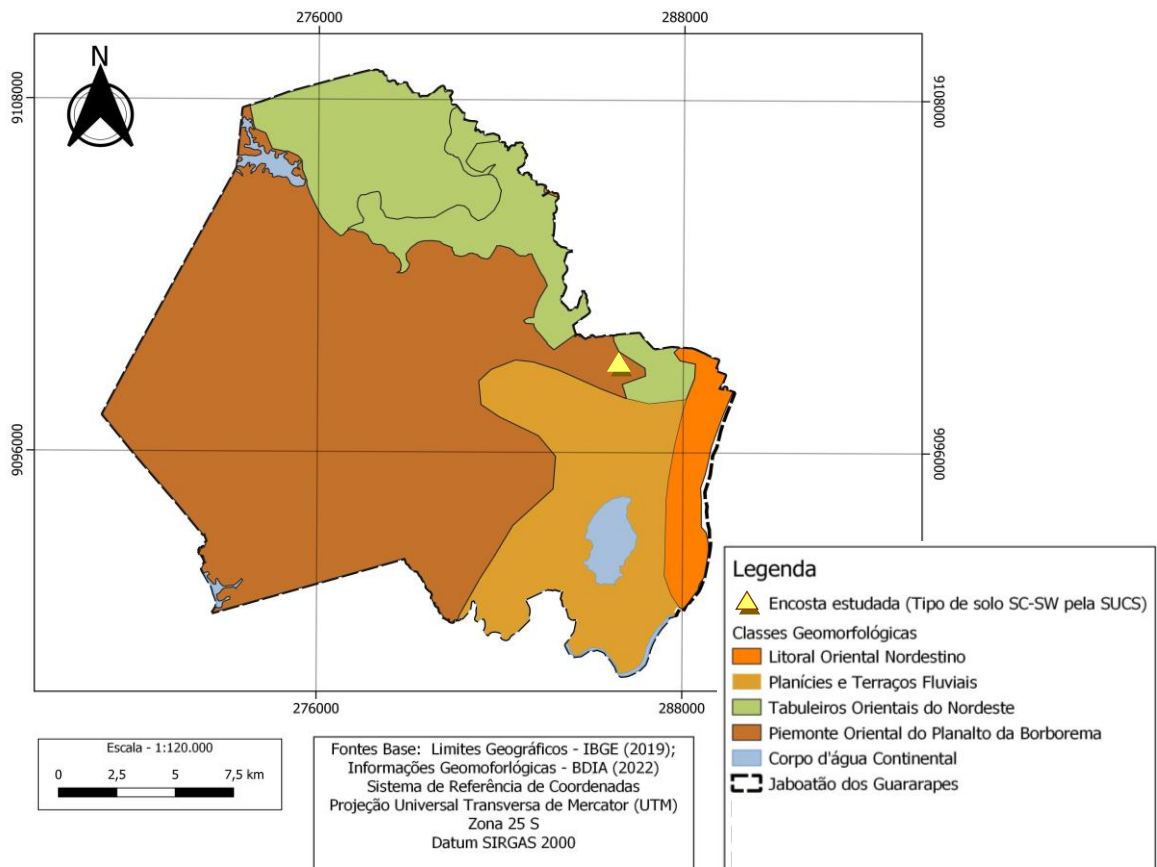 276000
288000
N
9108000
9108000
9096000
9096000
276000
288000
Legenda
Encosta estudada (Tipo de solo SC-SW pela SUCS)
Classes Geomorfológicas
Litoral Oriental Nordestino
Planícies e Terraços Fluviais
Tabuleiros Orientais do Nordeste
Piemonte Oriental do Planalto da Borborema
Corpo d'água Continental
Jaboatão dos Guararapes
Escala - 1:120.000
0 2,5 5 7,5 km
Fontes Base: Limites Geográficos - IBGE (2019);
Informações Geomoforlógicas - BDIA (2022)
Sistema de Referência de Coordenadas
Projeção Universal Transversa de Mercator (UTM)
Zona 25 S
Datum SIRGAS 2000